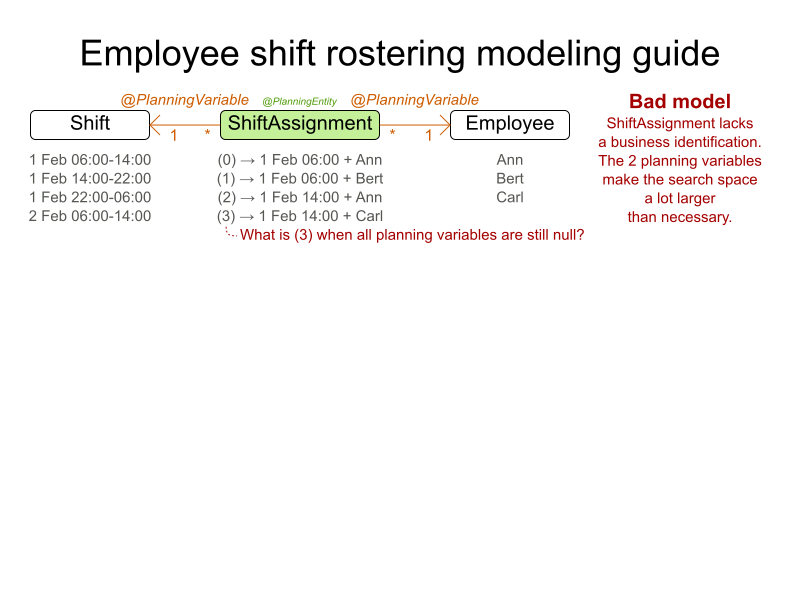 Employee shift rostering modeling guide
@PlanningVariable @PlanningEntity @PlanningVariable
Shift 1 * ShiftAssignment * 1 Employee
1 Feb 06:00-14:00
1 Feb 14:00-22:00
1 Feb 22:00-06:00
2 Feb 06:00-14:00
(0) → 1 Feb 06:00 + Ann
(1) → 1 Feb 06:00 + Bert
(2) → 1 Feb 14:00 + Ann
(3) → 1 Feb 14:00 + Carl
What is (3) when all planning variables are still null?
Ann
Bert
Carl
Bad model
ShiftAssignment lacks
a business identification.
The 2 planning variables
make the search space
a lot larger
than necessary.